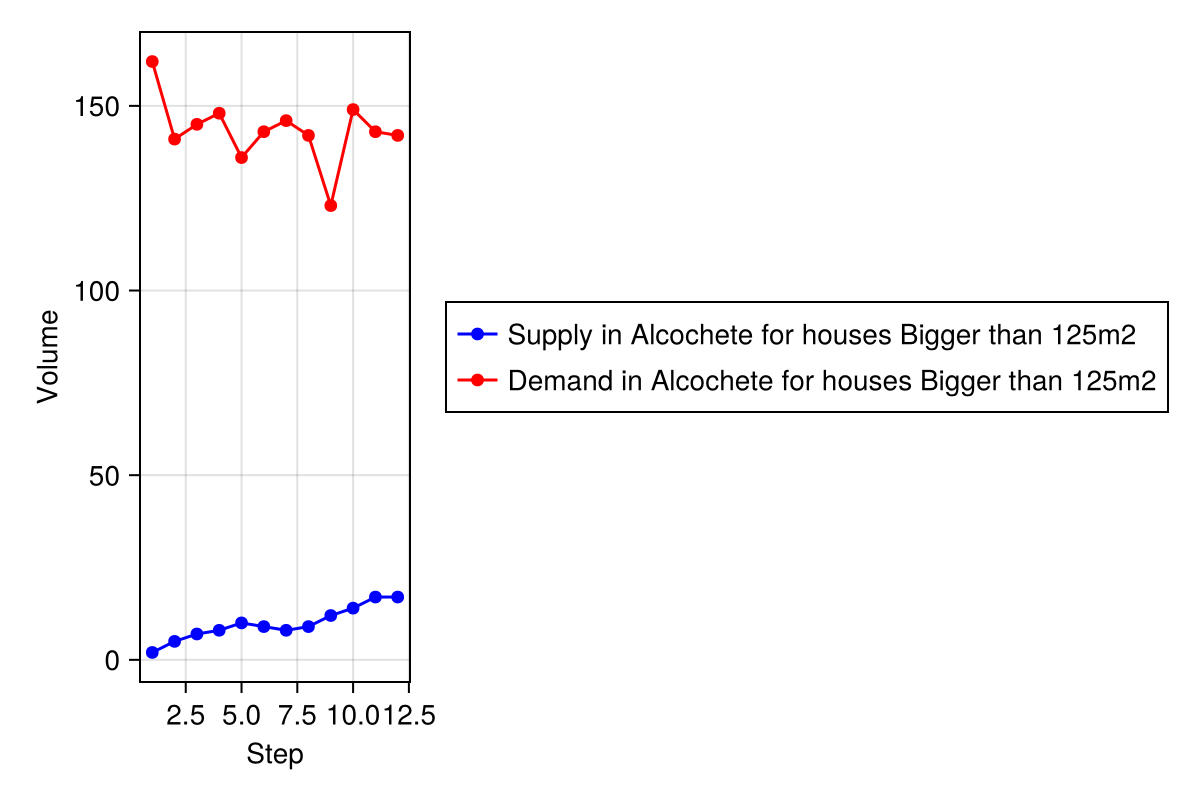 150
100
50
0
Volume
2.5 5.0 7.5 10.0 12.5
Step
Supply in Alcochete for houses Bigger than 125m2
Demand in Alcochete for houses Bigger than 125m2